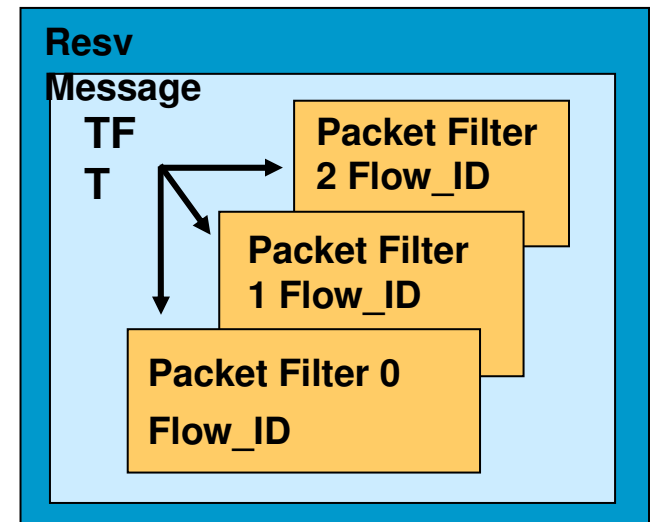 Resv
Message
TF
T
Packet Filter
2 Flow_ID
Packet Filter
1 Flow_ID
Packet Filter 0
Flow_ID